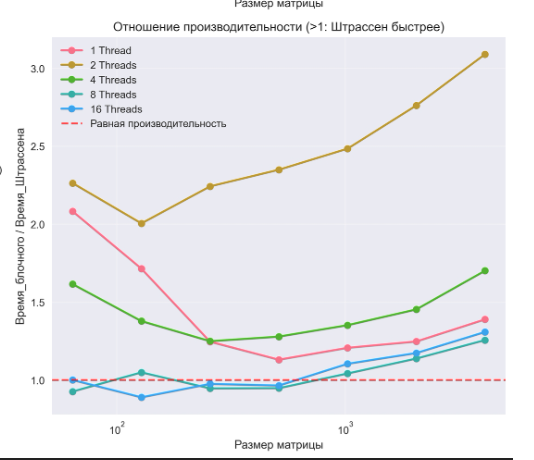 Размер матрицы
Отношение производительности (>1: Штрассен быстрее)
1 Thread
2 Threads
4 Threads
8 Threads
16 Threads
Равная производительность
Время_блочного / Время_Штрассена
3.0
2.5
2.0
1.5
1.0
10² 10³
Размер матрицы